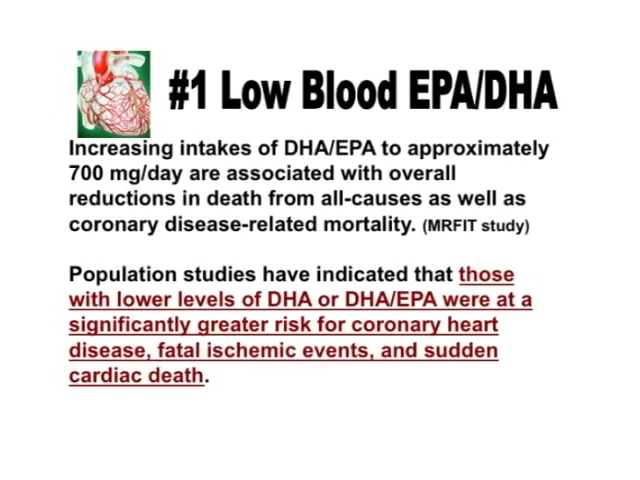 #1 Low Blood EPA/DHA
Increasing intakes of DHA/EPA to approximately
700 mg/day are associated with overall
reductions in death from all-causes as well as
coronary disease-related mortality. (MRFIT study)
Population studies have indicated that those
with lower levels of DHA or DHA/EPA were at a
significantly greater risk for coronary heart
disease, fatal ischemic events, and sudden
cardiac death.